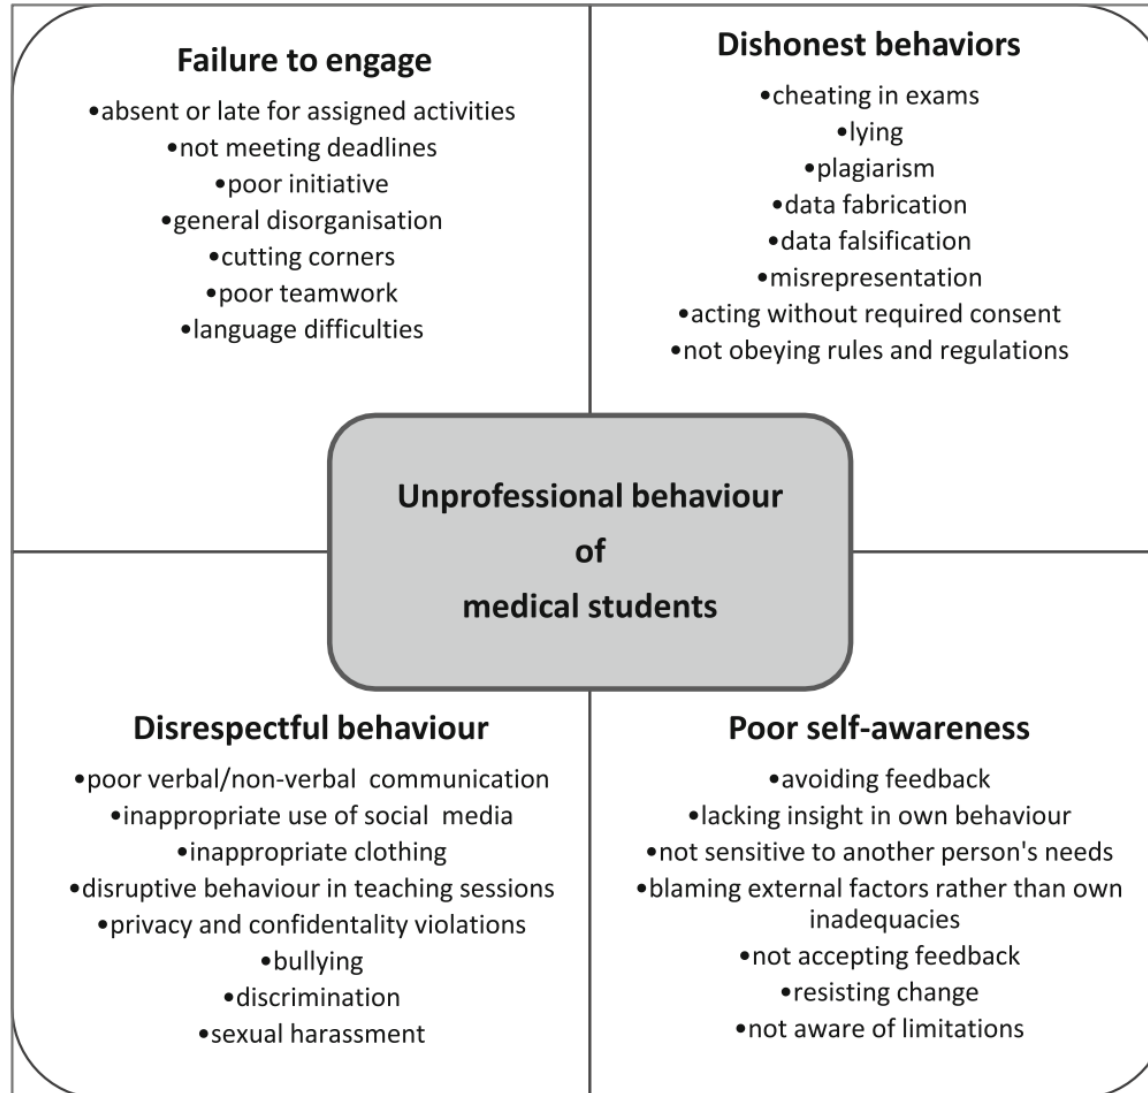 Failure to engage
•absent or late for assigned activities
•not meeting deadlines
•poor initiative
•general disorganisation
•cutting corners
•poor teamwork
•language difficulties
Dishonest behaviors
•cheating in exams
•lying
•plagiarism
•data fabrication
•data falsification
•misrepresentation
•acting without required consent
•not obeying rules and regulations
Unprofessional behaviour
of
medical students
Disrespectful behaviour
•poor verbal/non-verbal communication
•inappropriate use of social media
•inappropriate clothing
•disruptive behaviour in teaching sessions
•privacy and confidentality violations
•bullying
•discrimination
•sexual harassment
Poor self-awareness
•avoiding feedback
•lacking insight in own behaviour
•not sensitive to another person's needs
•blaming external factors rather than own
inadequacies
•not accepting feedback
•resisting change
•not aware of limitations